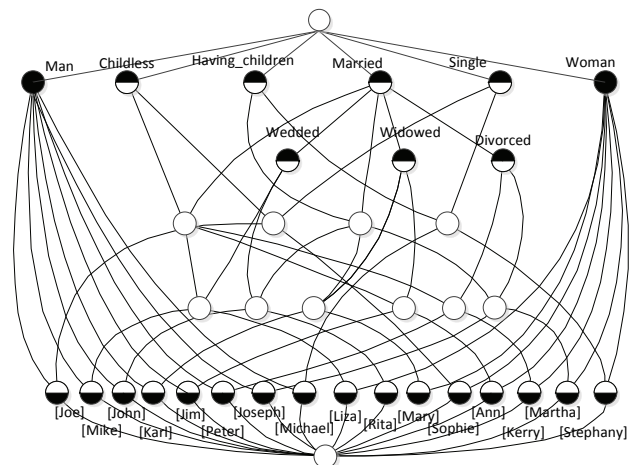 Man
Childless
Having_children
Married
Single
Woman
Wedded
Widowed
Divorced
[Joe]
[Mike]
[John]
[Karl]
[Jim]
[Peter]
[Joseph]
[Michael]
[Liza]
[Rita]
[Mary]
[Sophie]
[Ann]
[Kerry]
[Martha]
[Stephany]